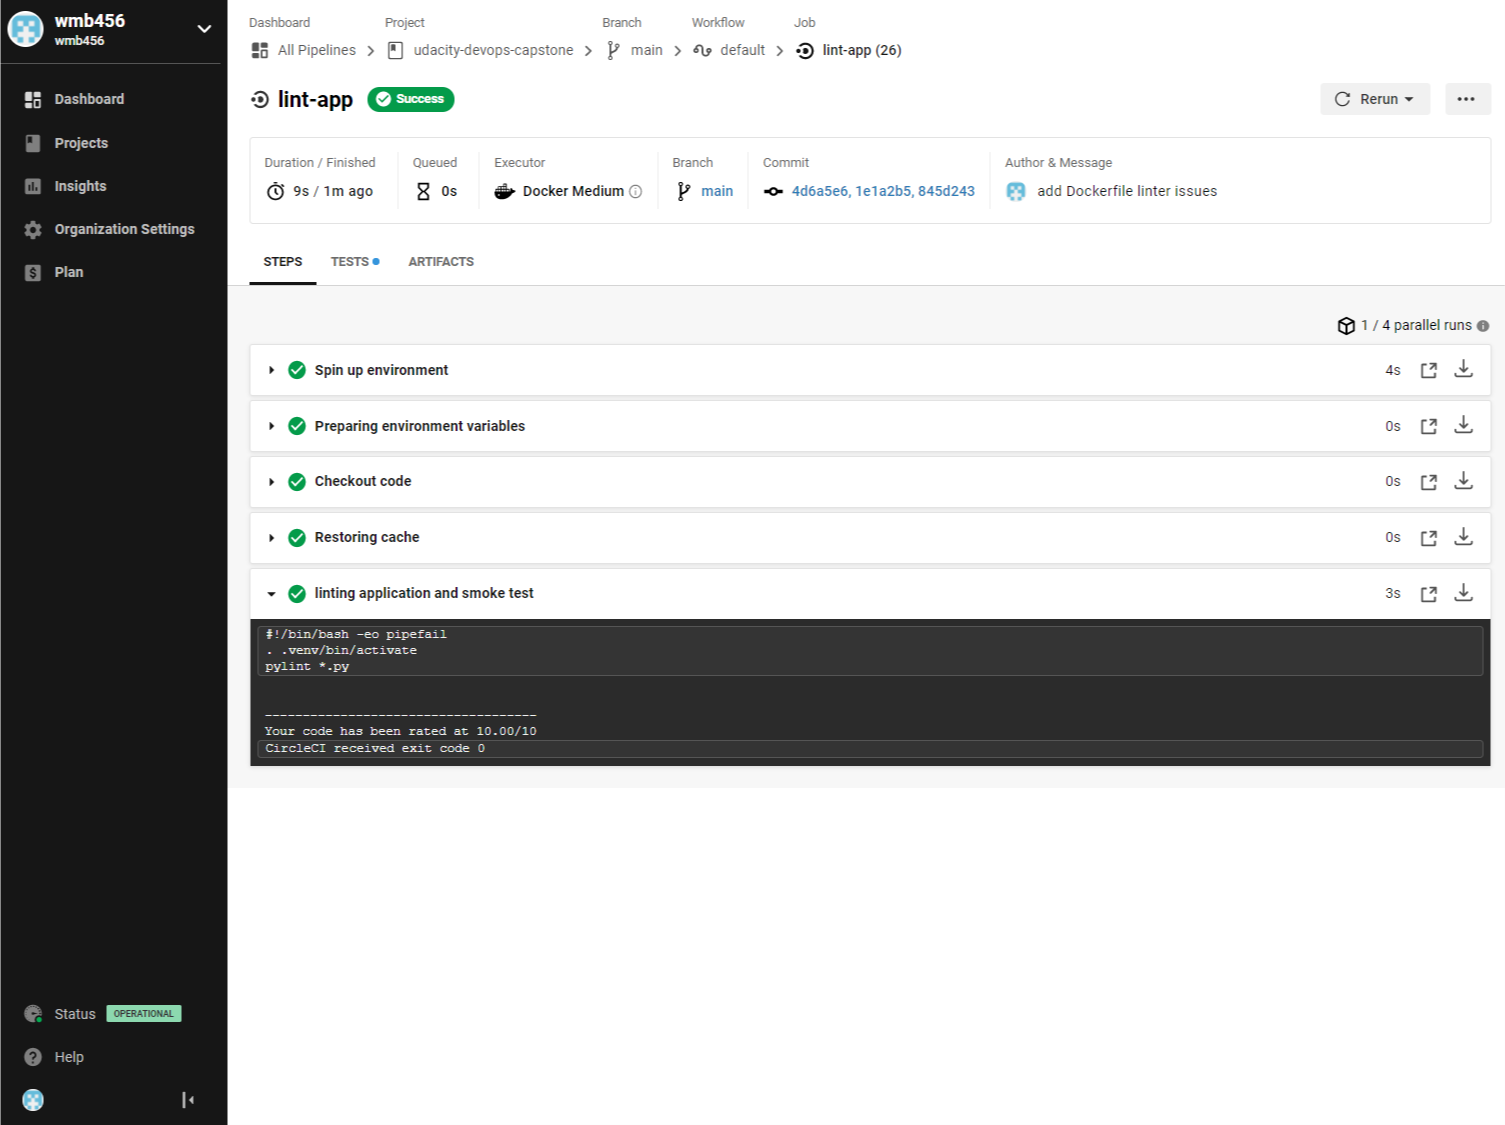 wmb456
wmb456
Dashboard
Projects
Insights
Organization Settings
Plan
Status OPERATIONAL
Help
Dashboard Project Branch Workflow Job
All Pipelines udacity-devops-capstone main default lint-app (26)
lint-app Success
Rerun
Duration / Finished Queued Executor Branch Commit Author & Message
9s / 1m ago 0s Docker Medium main 4d6a5e6, 1e1a2b5, 845d243 add Dockerfile linter issues
STEPS TESTS ARTIFACTS
1 / 4 parallel runs
Spin up environment 4s
Preparing environment variables 0s
Checkout code 0s
Restoring cache 0s
linting application and smoke test 3s
#!/bin/bash -eo pipefail
. .venv/bin/activate
pylint *.py
------------------------------------
Your code has been rated at 10.00/10
CircleCI received exit code 0